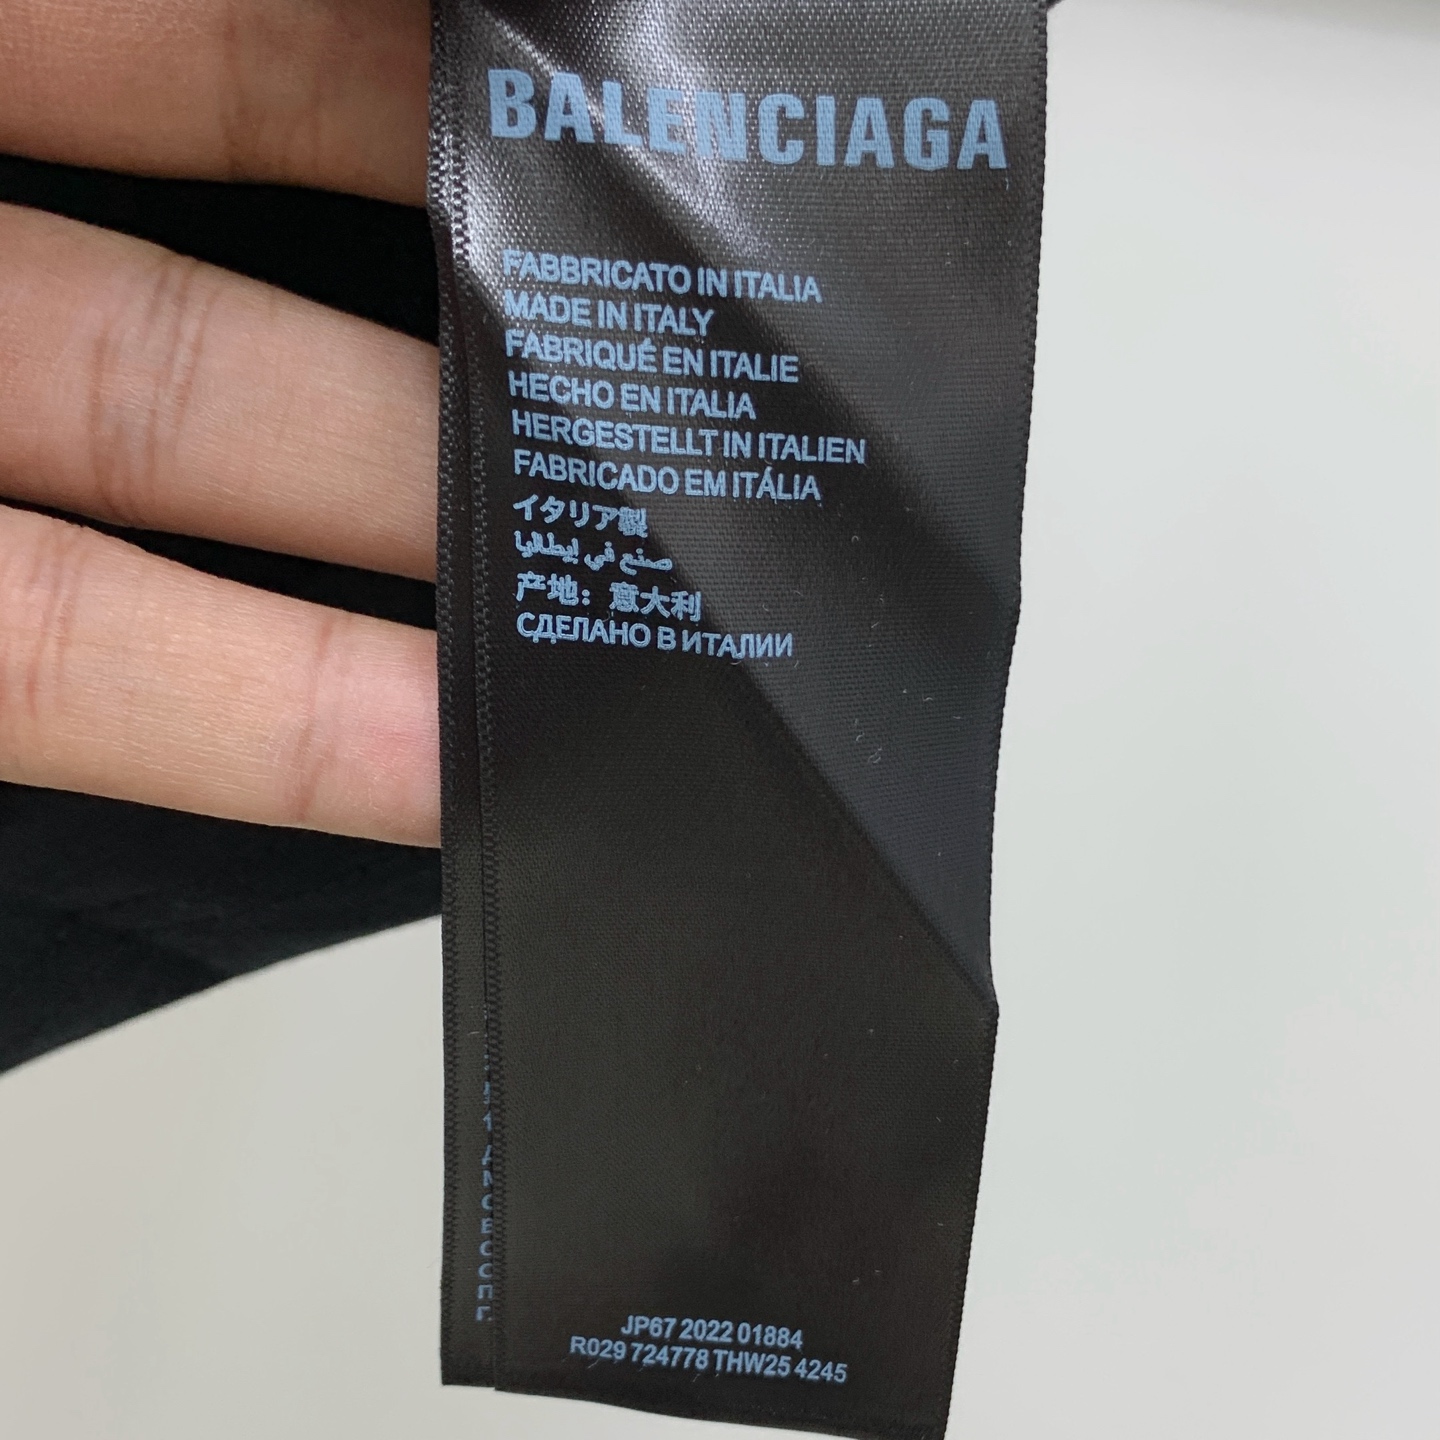 BALENCIAGA
FABBRICATO IN ITALIA
MADE IN ITALY
FABRIQUÉ EN ITALIE
HECHO EN ITALIA
HERGESTELLT IN ITALIEN
FABRICADO EM ITÁLIA
イタリア製
صنع في إيطاليا
产地：意大利
СДЕЛАНО В ИТАЛИИ
JP67 2022 01884
R029 724778 THW25 4245